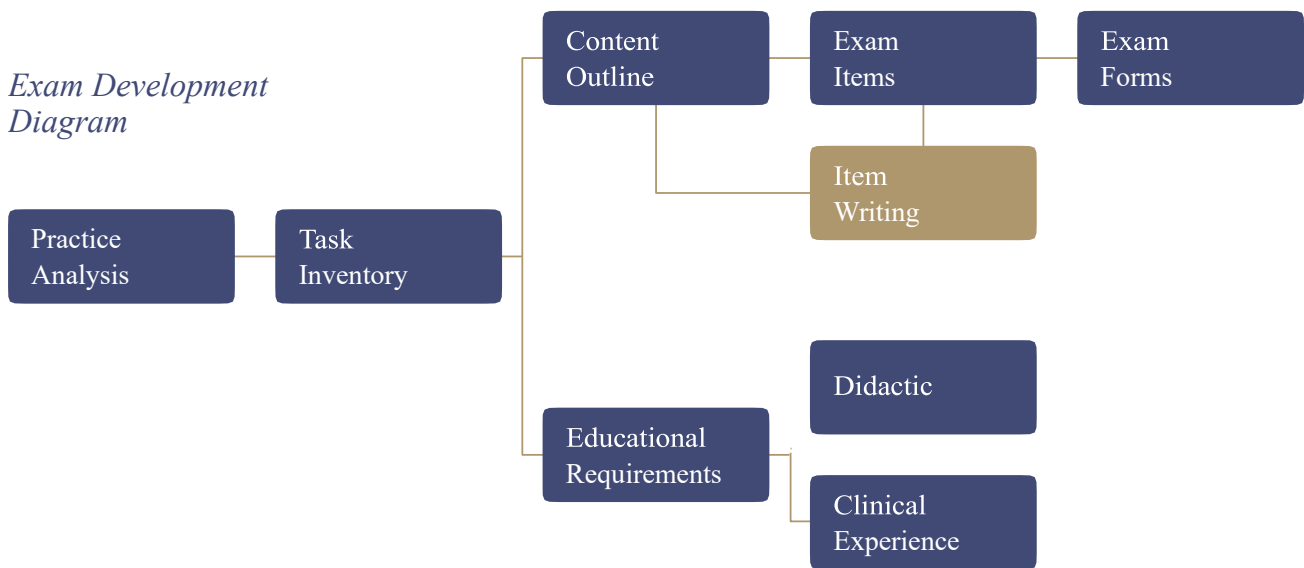 Exam Development
Diagram
Content
Outline
Exam
Items
Exam
Forms
Item
Writing
Practice
Analysis
Task
Inventory
Didactic
Educational
Requirements
Clinical
Experience